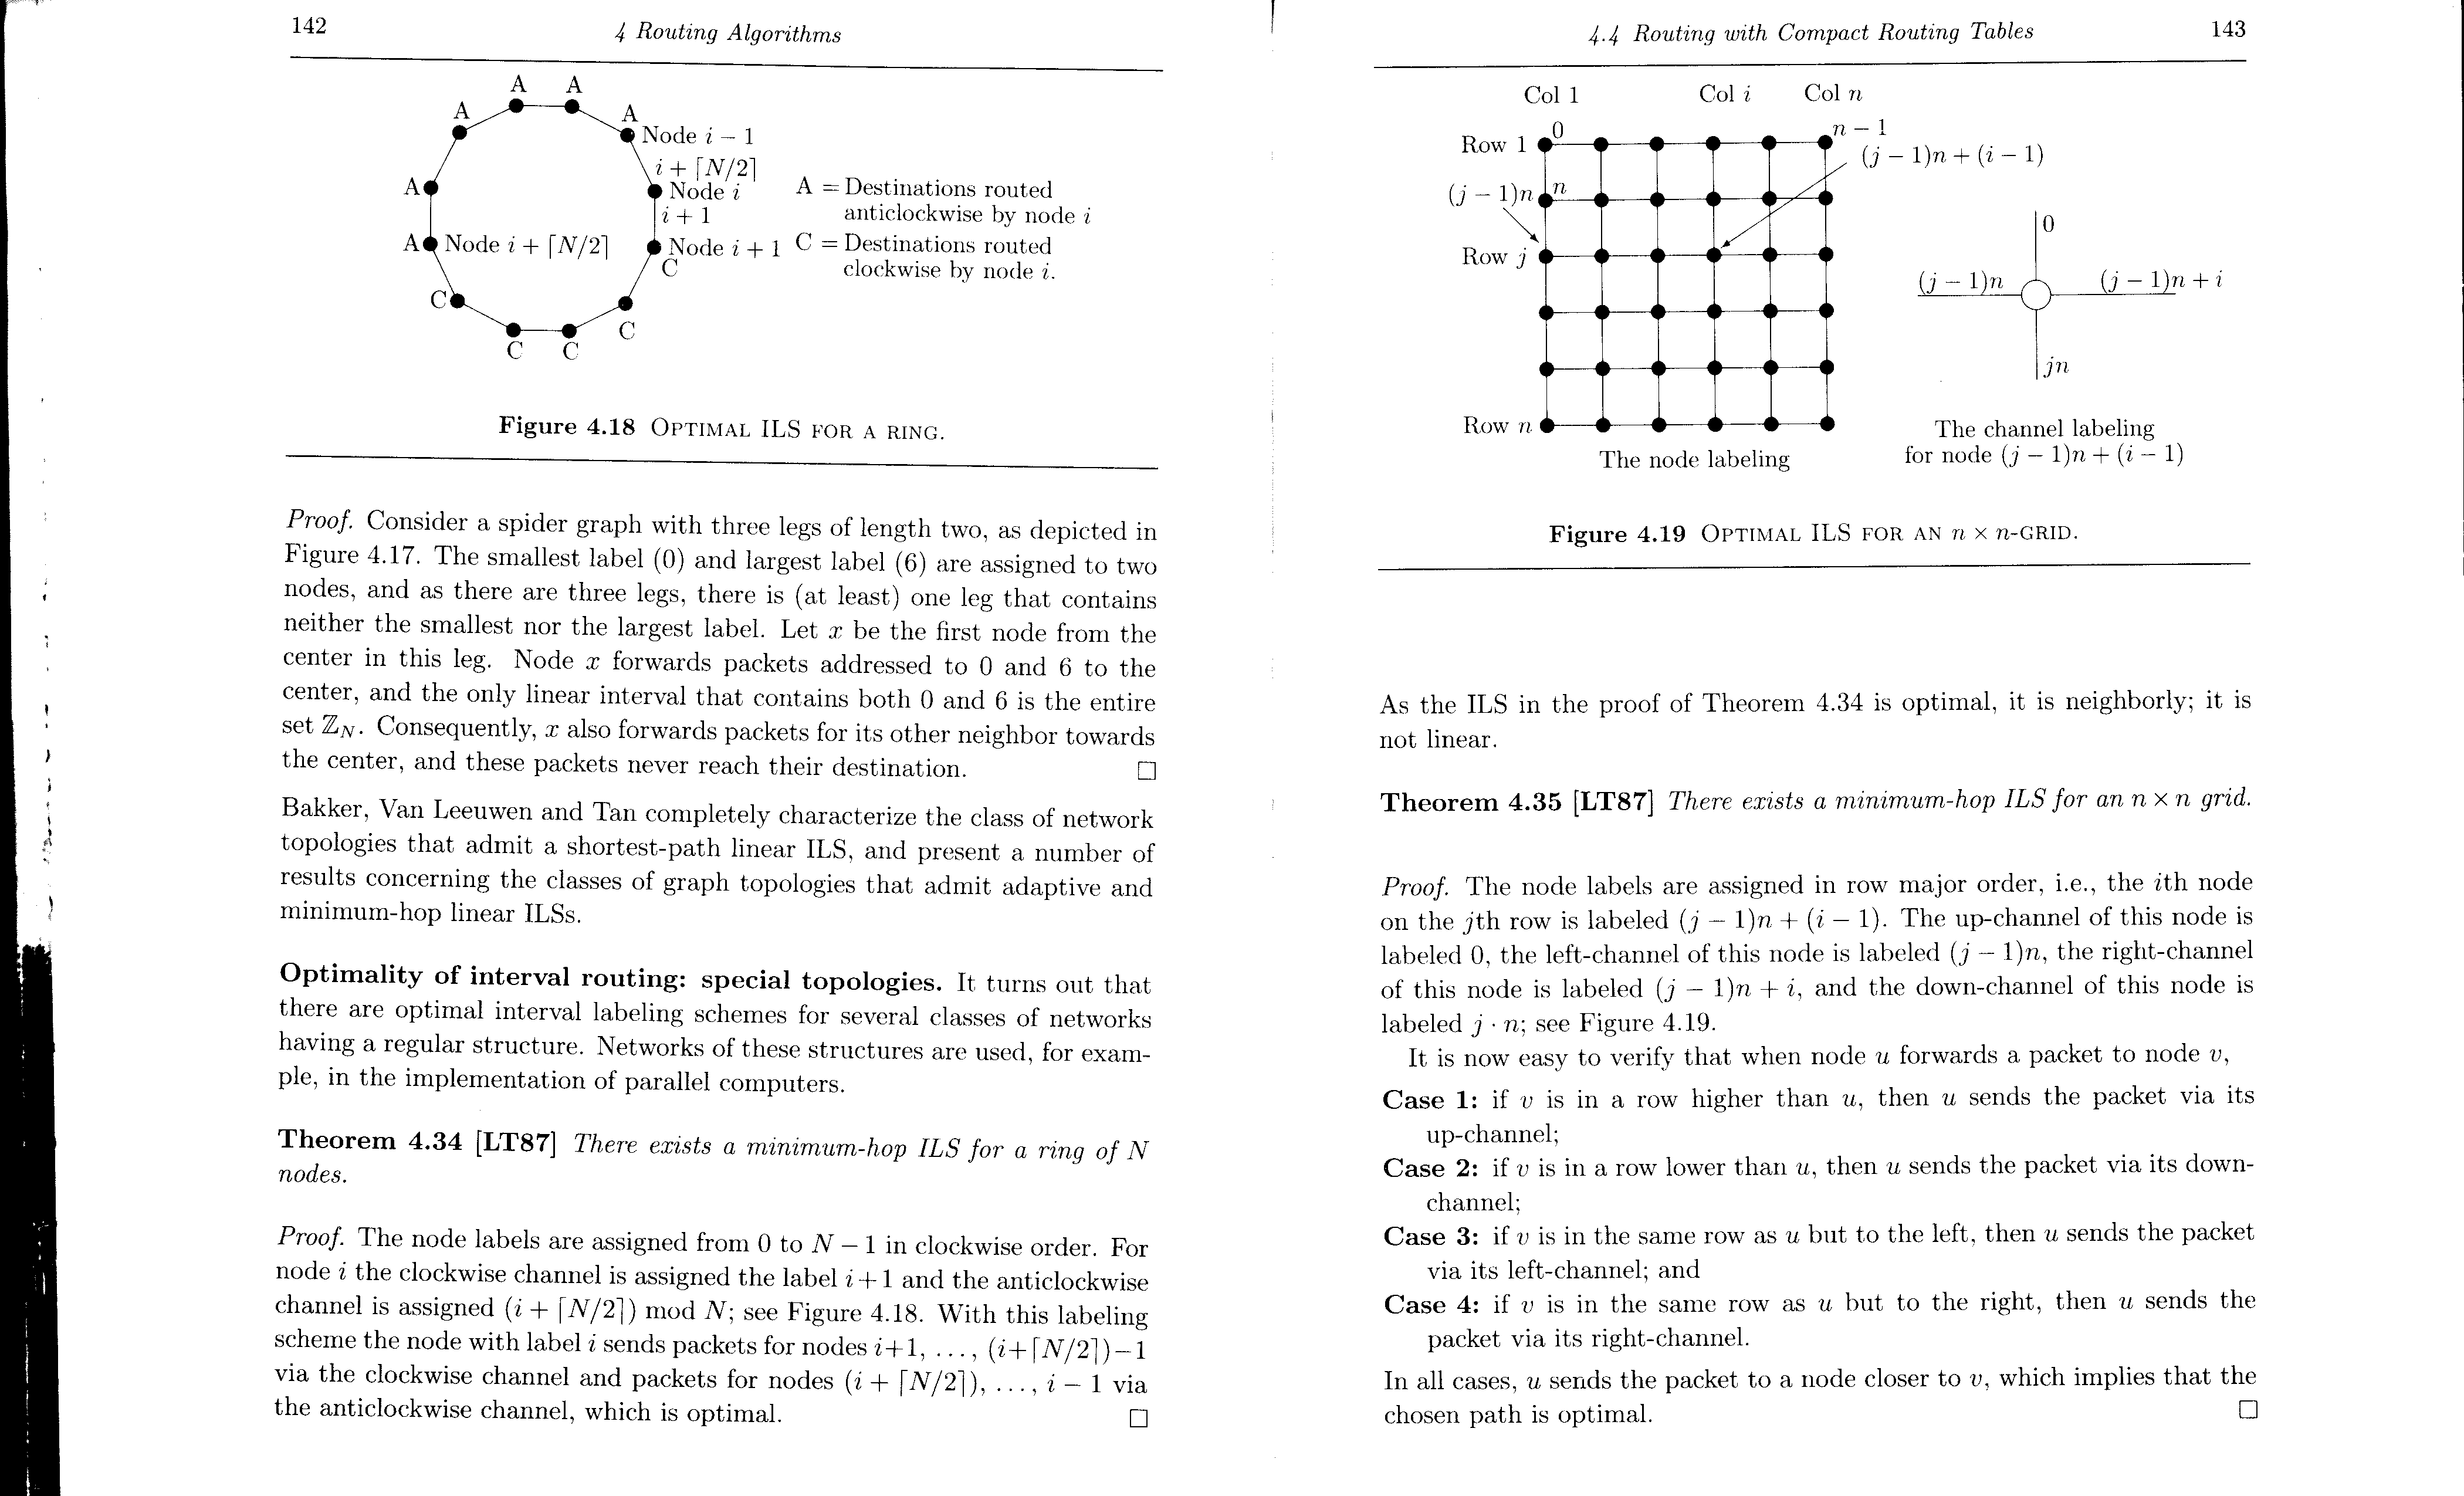 142
4 Routing Algorithms
A A
A A
Node i − 1
i + ⌈N/2⌉
A Node i A = Destinations routed
i + 1 anticlockwise by node i
A Node i + ⌈N/2⌉ Node i + 1 C = Destinations routed
C clockwise by node i.
C
C
C C
Figure 4.18 OPTIMAL ILS FOR A RING.
Proof. Consider a spider graph with three legs of length two, as depicted in
Figure 4.17. The smallest label (0) and largest label (6) are assigned to two
nodes, and as there are three legs, there is (at least) one leg that contains
neither the smallest nor the largest label. Let x be the first node from the
center in this leg. Node x forwards packets addressed to 0 and 6 to the
center, and the only linear interval that contains both 0 and 6 is the entire
set ℤN. Consequently, x also forwards packets for its other neighbor towards
the center, and these packets never reach their destination. □
Bakker, Van Leeuwen and Tan completely characterize the class of network
topologies that admit a shortest-path linear ILS, and present a number of
results concerning the classes of graph topologies that admit adaptive and
minimum-hop linear ILSs.
Optimality of interval routing: special topologies. It turns out that
there are optimal interval labeling schemes for several classes of networks
having a regular structure. Networks of these structures are used, for exam-
ple, in the implementation of parallel computers.
Theorem 4.34 [LT87] There exists a minimum-hop ILS for a ring of N
nodes.
Proof. The node labels are assigned from 0 to N − 1 in clockwise order. For
node i the clockwise channel is assigned the label i + 1 and the anticlockwise
channel is assigned (i + ⌈N/2⌉) mod N; see Figure 4.18. With this labeling
scheme the node with label i sends packets for nodes i+1, ..., (i+⌈N/2⌉)−1
via the clockwise channel and packets for nodes (i + ⌈N/2⌉), ..., i − 1 via
the anticlockwise channel, which is optimal. □
4.4 Routing with Compact Routing Tables
143
Col 1 Col i Col n
Row 1 0 n − 1
(j − 1)n + (i − 1)
(j − 1)n n
Row j
Row n
The node labeling
0
(j − 1)n (j − 1)n + i
jn
The channel labeling
for node (j − 1)n + (i − 1)
Figure 4.19 OPTIMAL ILS FOR AN n × n-GRID.
As the ILS in the proof of Theorem 4.34 is optimal, it is neighborly; it is
not linear.
Theorem 4.35 [LT87] There exists a minimum-hop ILS for an n × n grid.
Proof. The node labels are assigned in row major order, i.e., the ith node
on the jth row is labeled (j − 1)n + (i − 1). The up-channel of this node is
labeled 0, the left-channel of this node is labeled (j − 1)n, the right-channel
of this node is labeled (j − 1)n + i, and the down-channel of this node is
labeled j · n; see Figure 4.19.
It is now easy to verify that when node u forwards a packet to node v,
Case 1: if v is in a row higher than u, then u sends the packet via its
up-channel;
Case 2: if v is in a row lower than u, then u sends the packet via its down-
channel;
Case 3: if v is in the same row as u but to the left, then u sends the packet
via its left-channel; and
Case 4: if v is in the same row as u but to the right, then u sends the
packet via its right-channel.
In all cases, u sends the packet to a node closer to v, which implies that the
chosen path is optimal. □